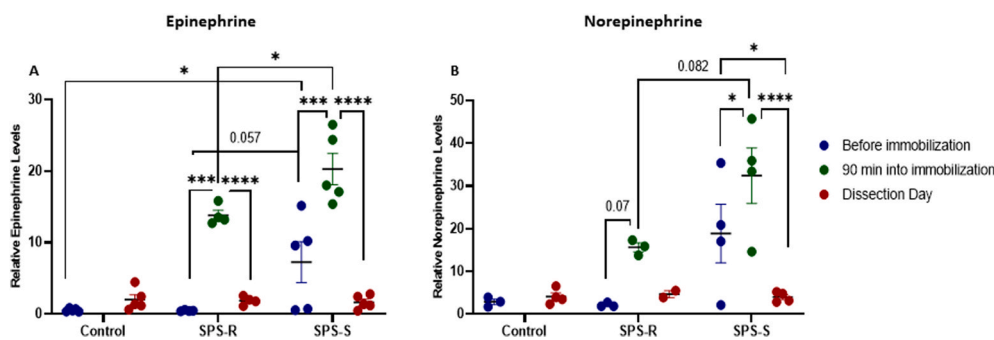 Epinephrine
A
*
*
***
****
0.057
***
****
Relative Epinephrine Levels
30
20
10
0
Control
SPS-R
SPS-S
Norepinephrine
B
*
0.082
*
****
0.07
Relative Norepinephrine Levels
50
40
30
20
10
0
Control
SPS-R
SPS-S
Before immobilization
90 min into immobilization
Dissection Day